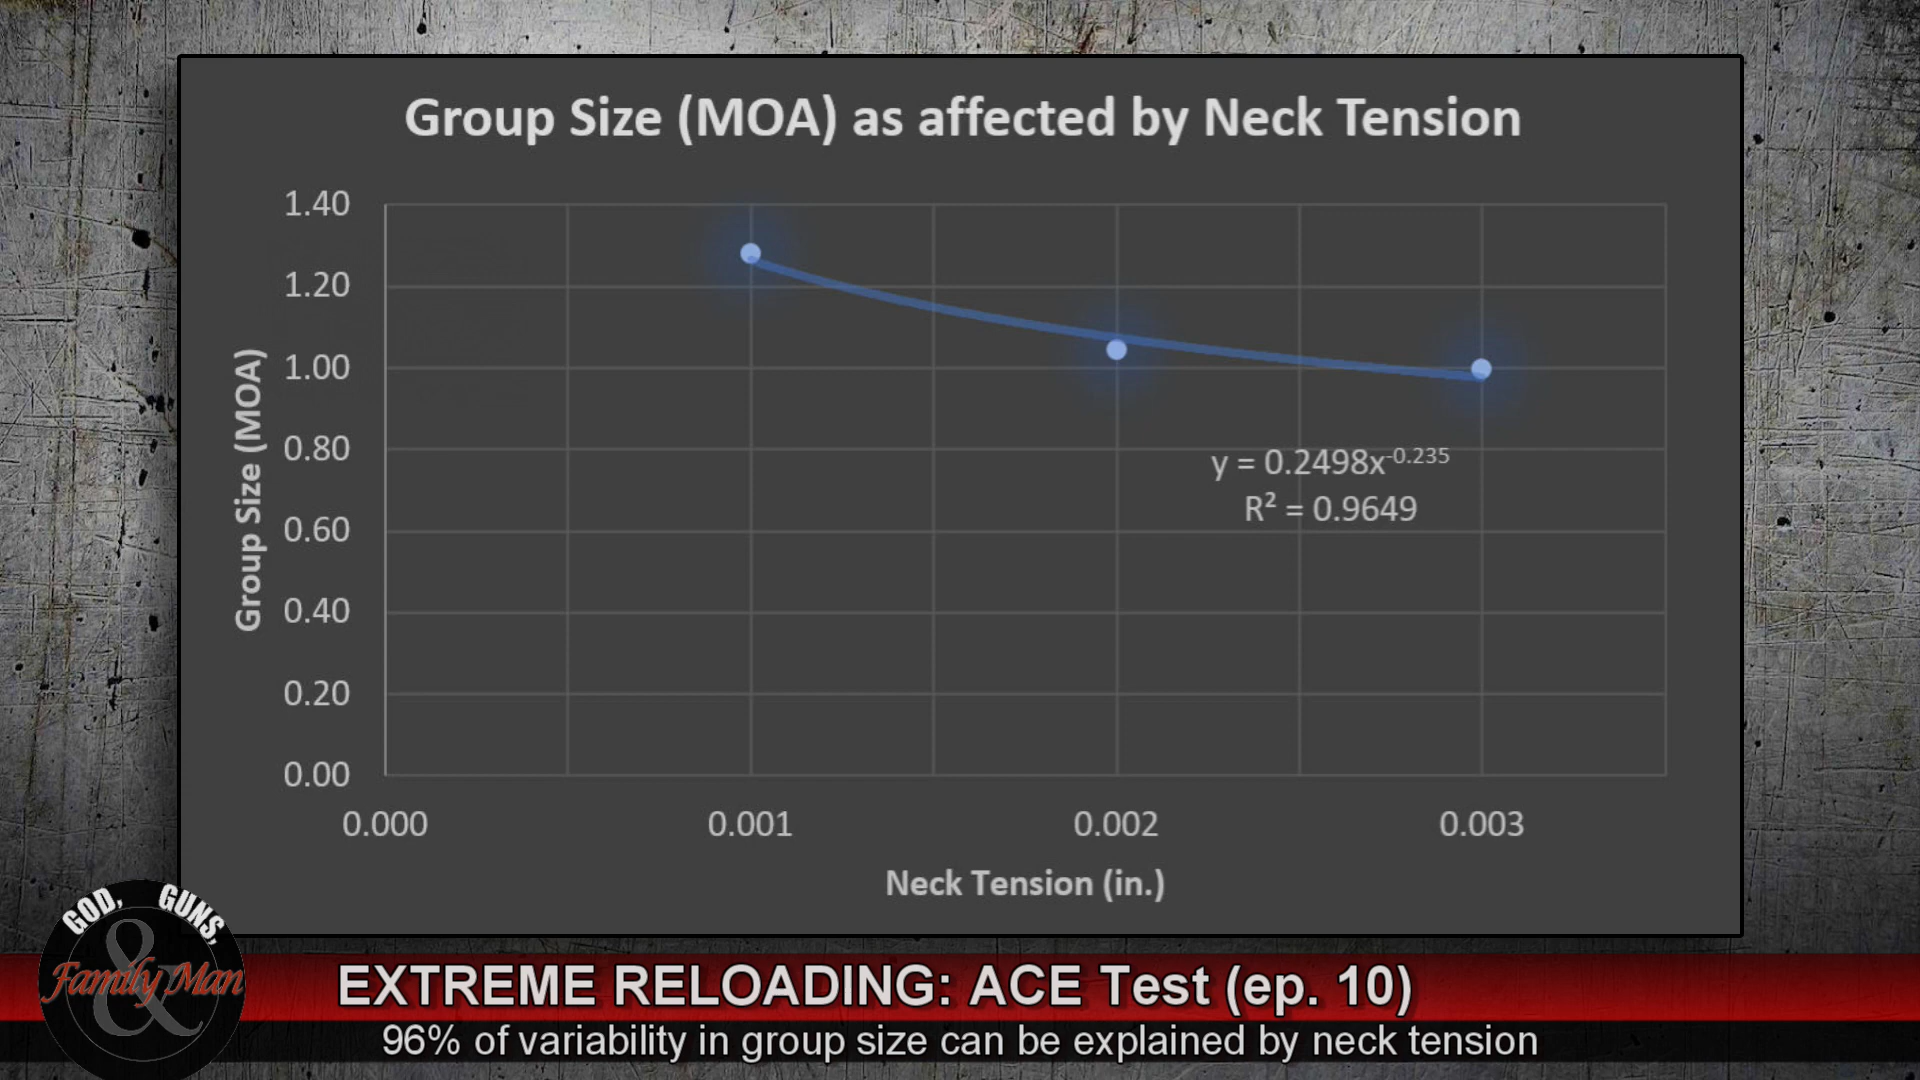 Group Size (MOA) as affected by Neck Tension
1.40
1.20
1.00
0.80
0.60
0.40
0.20
0.00
Group Size (MOA)
y = 0.2498x⁻⁰·²³⁵
R² = 0.9649
0.000 0.001 0.002 0.003
Neck Tension (in.)
GOD, GUNS,
&
Family Man
EXTREME RELOADING: ACE Test (ep. 10)
96% of variability in group size can be explained by neck tension